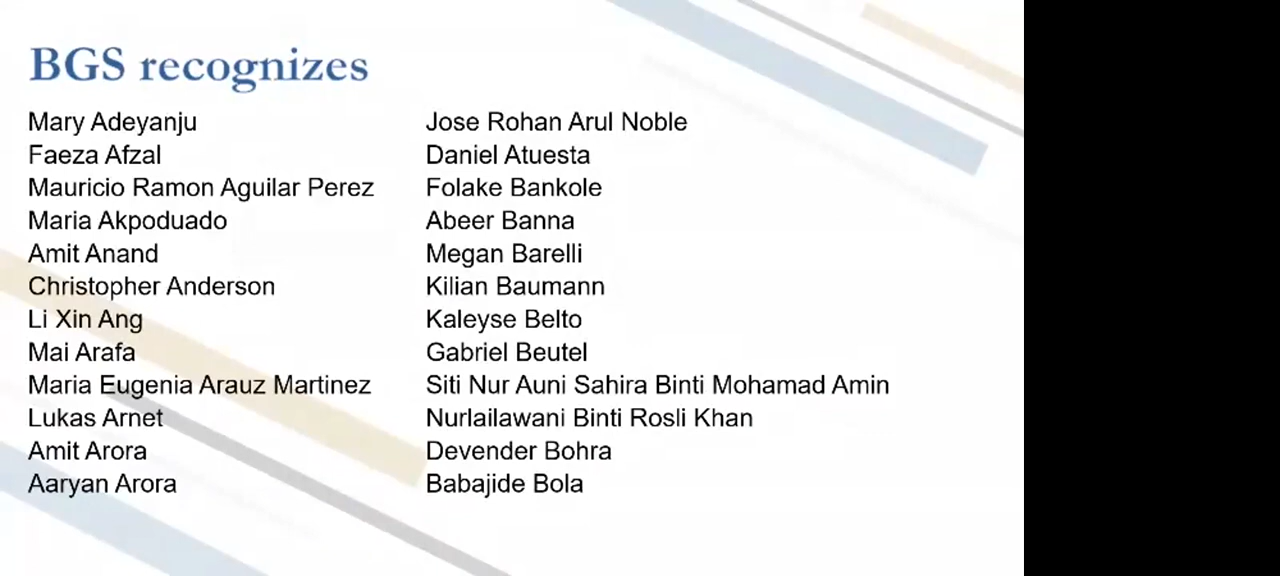 BGS recognizes
Mary Adeyanju
Faeza Afzal
Mauricio Ramon Aguilar Perez
Maria Akpoduado
Amit Anand
Christopher Anderson
Li Xin Ang
Mai Arafa
Maria Eugenia Arauz Martinez
Lukas Arnet
Amit Arora
Aaryan Arora
Jose Rohan Arul Noble
Daniel Atuesta
Folake Bankole
Abeer Banna
Megan Barelli
Kilian Baumann
Kaleyse Belto
Gabriel Beutel
Siti Nur Auni Sahira Binti Mohamad Amin
Nurlailawani Binti Rosli Khan
Devender Bohra
Babajide Bola